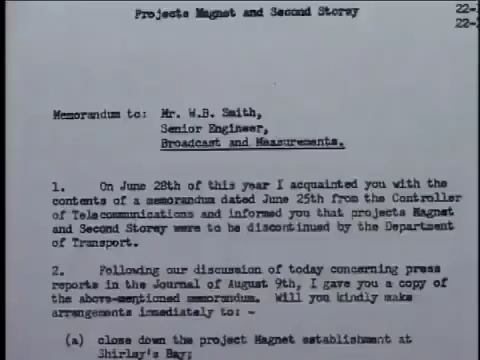 Projects Magnet and Second Storey
22-
22-
Memorandum to: Mr. W.B. Smith,
Senior Engineer,
Broadcast and Measurements.
1. On June 28th of this year I acquainted you with the
contents of a memorandum dated June 25th from the Controller
of Telecommunications and informed you that projects Magnet
and Second Storey were to be discontinued by the Department
of Transport.
2. Following our discussion of today concerning press
reports in the Journal of August 9th, I gave you a copy of
the above-mentioned memorandum. Will you kindly make
arrangements immediately to: -
(a) close down the project Magnet establishment at
Shirley's Bay;